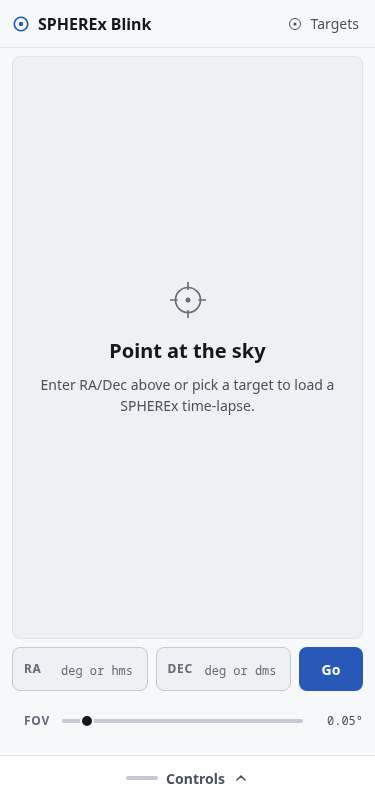 SPHEREx Blink
Targets
Point at the sky
Enter RA/Dec above or pick a target to load a
SPHEREx time-lapse.
RA deg or hms DEC deg or dms Go
FOV 0.05°
Controls